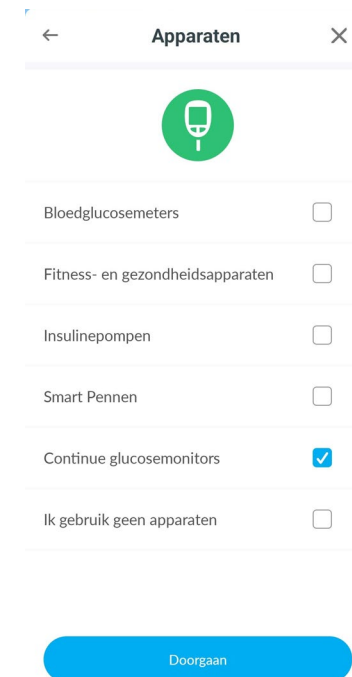 Apparaten
Bloedglucosemeters
Fitness- en gezondheidsapparaten
Insulinepompen
Smart Pennen
Continue glucosemonitors
Ik gebruik geen apparaten
Doorgaan